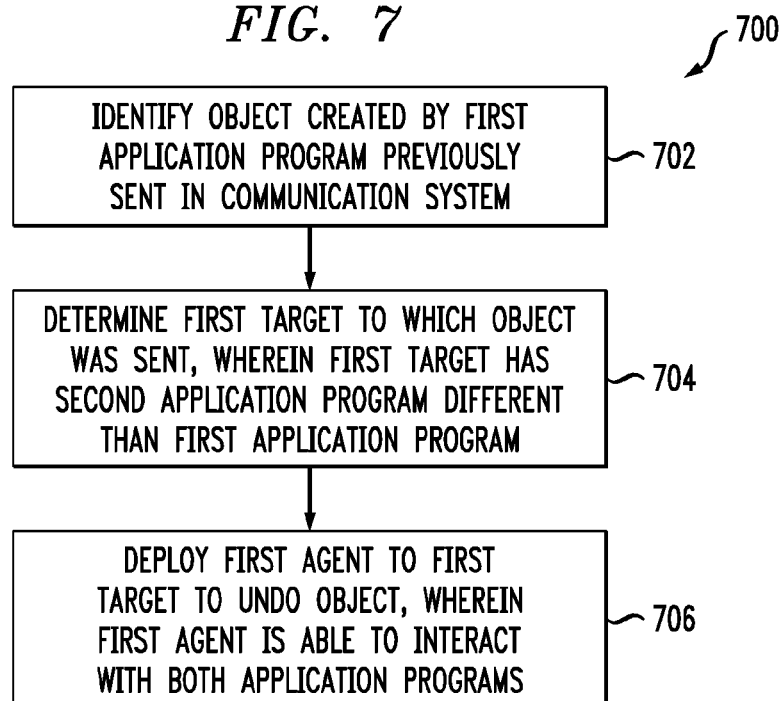 FIG. 7
700
IDENTIFY OBJECT CREATED BY FIRST
APPLICATION PROGRAM PREVIOUSLY
SENT IN COMMUNICATION SYSTEM
702
DETERMINE FIRST TARGET TO WHICH OBJECT
WAS SENT, WHEREIN FIRST TARGET HAS
SECOND APPLICATION PROGRAM DIFFERENT
THAN FIRST APPLICATION PROGRAM
704
DEPLOY FIRST AGENT TO FIRST
TARGET TO UNDO OBJECT, WHEREIN
FIRST AGENT IS ABLE TO INTERACT
WITH BOTH APPLICATION PROGRAMS
706